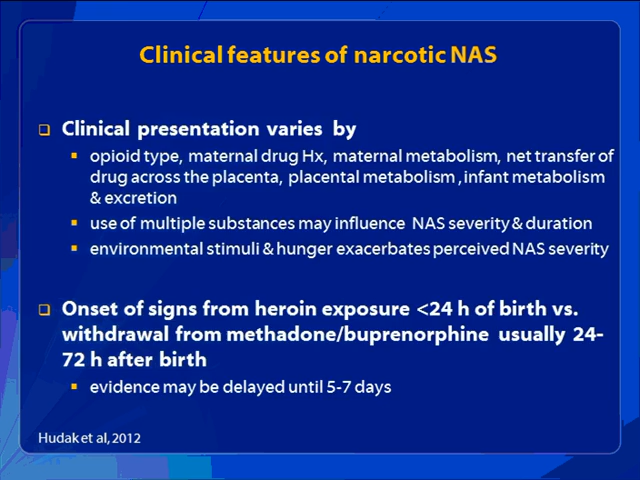 Clinical features of narcotic NAS
Clinical presentation varies by
opioid type, maternal drug Hx, maternal metabolism, net transfer of
drug across the placenta, placental metabolism , infant metabolism
& excretion
use of multiple substances may influence NAS severity & duration
environmental stimuli & hunger exacerbates perceived NAS severity
Onset of signs from heroin exposure <24 h of birth vs.
withdrawal from methadone/buprenorphine usually 24-
72 h after birth
evidence may be delayed until 5-7 days
Hudak et al, 2012